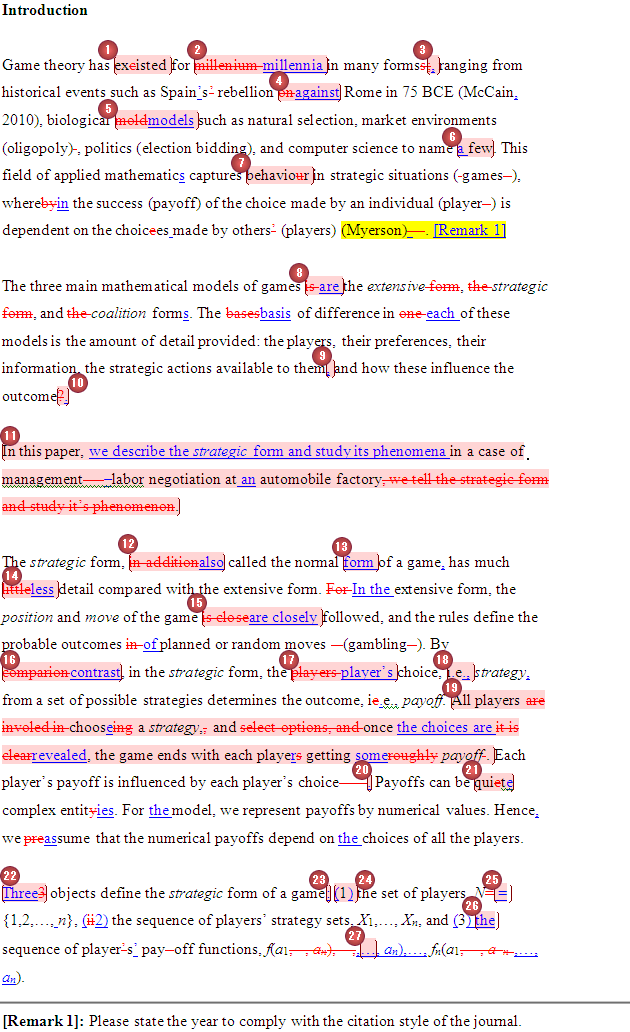 Introduction
1 2 3
Game theory has execisted for millenium millennia in many formss:, ranging from
4
historical events such as Spain's' rebellion onagainst Rome in 75 BCE (McCain,
5
2010), biological moldmodels such as natural selection, market environments
6
(oligopoly)-, politics (election bidding), and computer science to name a few. This
7
field of applied mathematics captures behaviour in strategic situations (-games–),
wherebyin the success (payoff) of the choice made by an individual (player–) is
dependent on the choicees made by others' (players) (Myerson)—. [Remark 1]
8
The three main mathematical models of games is are the extensive form, the strategic
form, and the coalition forms. The basesbasis of difference in one each of these
models is the amount of detail provided: the players, their preferences, their
9
information, the strategic actions available to them, and how these influence the
10
outcome?.
11
In this paper, we describe the strategic form and study its phenomena in a case of
management—–labor negotiation at an automobile factory, we tell the strategic form
and study it's phenomenon.
12 13
The strategic form, in additionalso called the normal form of a game, has much
14
littleless detail compared with the extensive form. For In the extensive form, the
15
position and move of the game is closeare closely followed, and the rules define the
probable outcomes in of planned or random moves —(gambling–). By
16 17 18
comparioncontrast, in the strategic form, the players player's choice, i.e., strategy,
19
from a set of possible strategies determines the outcome, ie.e., payoff. All players are
involed in chooseing a strategy,, and select options, and once the choices are it is
clearrevealed, the game ends with each players getting someroughly payoff. Each
20 21
player's payoff is influenced by each player's choice—. Payoffs can be quiete
complex entityies. For the model, we represent payoffs by numerical values. Hence,
we preassume that the numerical payoffs depend on the choices of all the players.
22 23 24 25
Three3 objects define the strategic form of a game: (1) the set of players, N= =
26
{1,2,…, n}, (ii2) the sequence of players' strategy sets, X1,…, Xn, and (3) the
27
sequence of player's' pay–off functions, f(a1, …, an), …,…, an),…, fn(a1, …, an …,
an).
[Remark 1]: Please state the year to comply with the citation style of the journal.